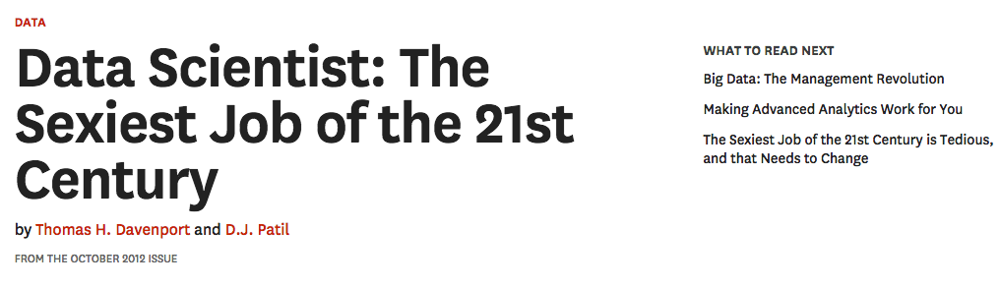 DATA
Data Scientist: The
Sexiest Job of the 21st
Century
by Thomas H. Davenport and D.J. Patil
FROM THE OCTOBER 2012 ISSUE
WHAT TO READ NEXT
Big Data: The Management Revolution
Making Advanced Analytics Work for You
The Sexiest Job of the 21st Century is Tedious,
and that Needs to Change